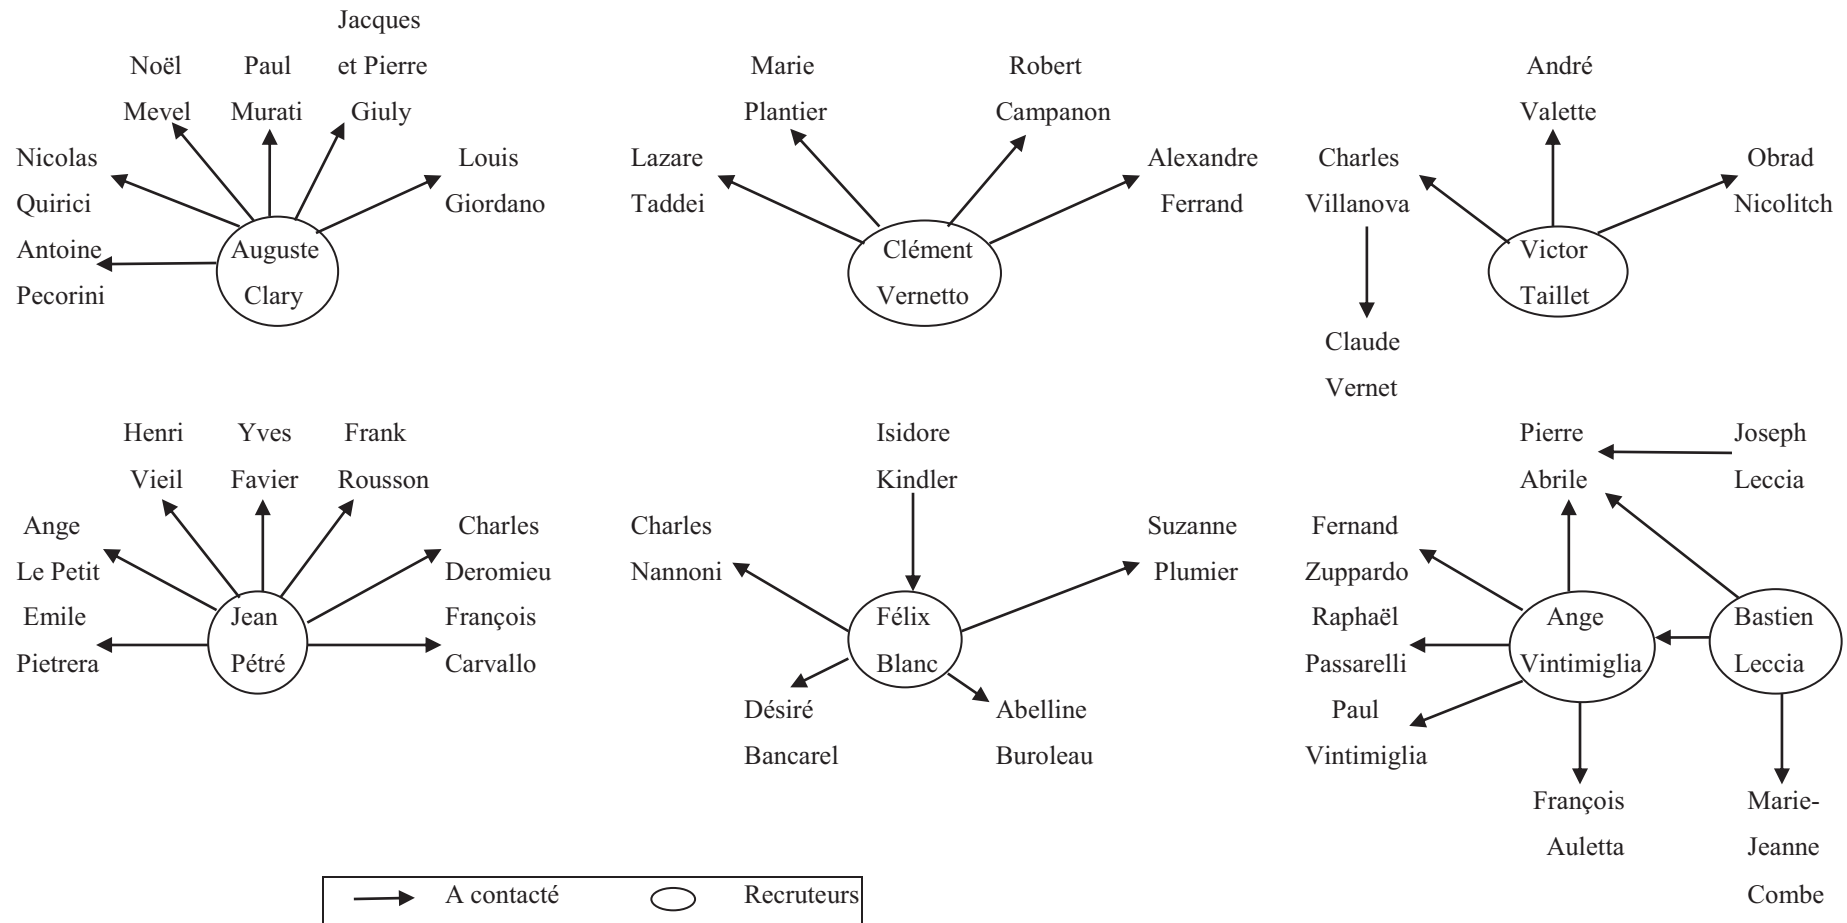 Jacques
et Pierre
Giuly
Noël
Mevel
Paul
Murati
Nicolas
Quirici
Louis
Giordano
Antoine
Pecorini
Auguste
Clary
Marie
Plantier
Robert
Campanon
Lazare
Taddei
Alexandre
Ferrand
Clément
Vernetto
André
Valette
Charles
Villanova
Obrad
Nicolitch
Victor
Taillet
Claude
Vernet
Henri
Vieil
Yves
Favier
Frank
Rousson
Ange
Le Petit
Charles
Deromieu
Emile
Pietrera
Jean
Pétré
François
Carvallo
Isidore
Kindler
Charles
Nannoni
Suzanne
Plumier
Félix
Blanc
Désiré
Bancarel
Abelline
Buroleau
Pierre
Abrile
Joseph
Leccia
Fernand
Zuppardo
Raphaël
Passarelli
Ange
Vintimiglia
Bastien
Leccia
Paul
Vintimiglia
François
Auletta
Marie-
Jeanne
Combe
A contacté
Recruteurs